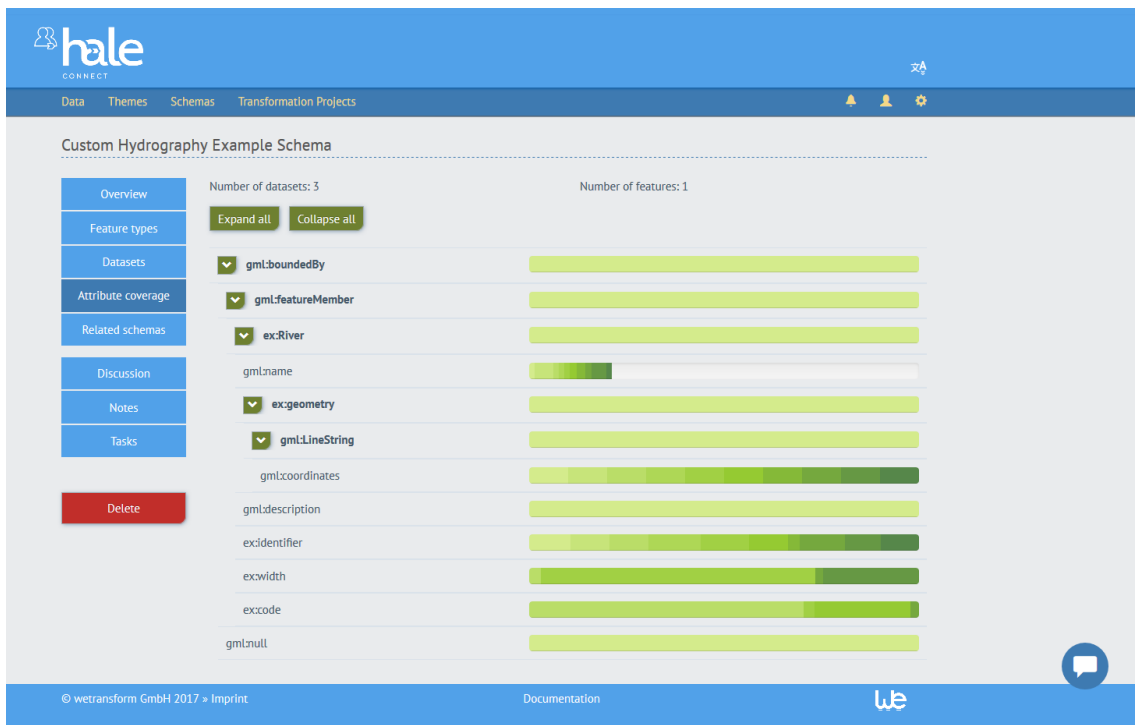 hale
CONNECT
Data Themes Schemas Transformation Projects
Custom Hydrography Example Schema
Overview
Feature types
Datasets
Attribute coverage
Related schemas
Discussion
Notes
Tasks
Delete
Number of datasets: 3 Number of features: 1
Expand all Collapse all
gml:boundedBy
gml:featureMember
ex:River
gml:name
ex:geometry
gml:LineString
gml:coordinates
gml:description
ex:identifier
ex:width
ex:code
gml:null
© wetransform GmbH 2017 » Imprint Documentation we